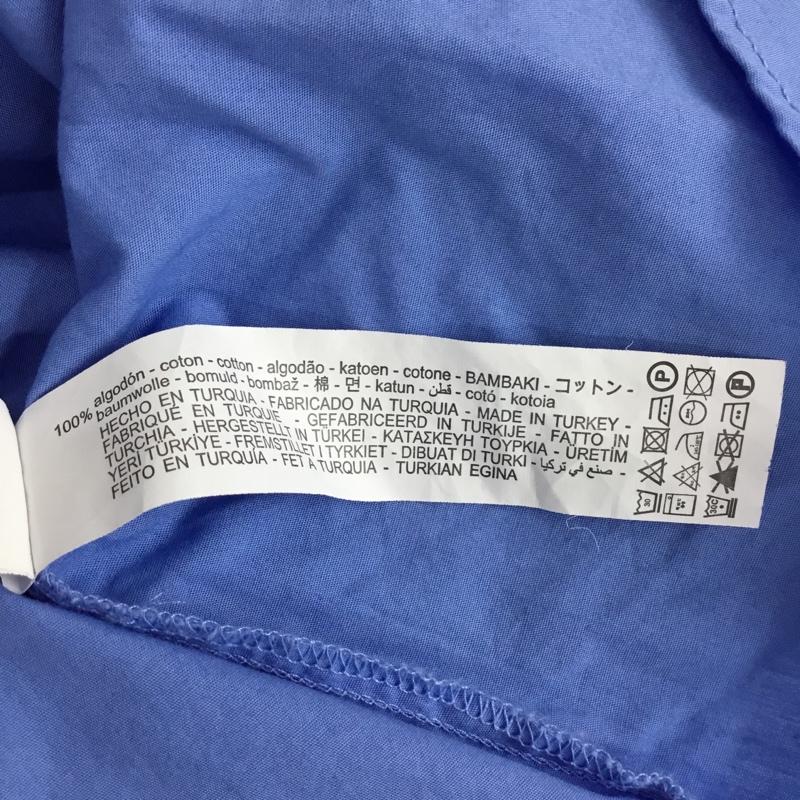 100% algodón - coton - cotton - algodão - katoen - cotone - BAMBAKI - コットン -
baumwolle - bomuld - bombaž - 棉 - 면 - katun - قطن - cotó - kotoia
HECHO EN TURQUIA - FABRICADO NA TURQUIA - MADE IN TURKEY -
FABRIQUÉ EN TURQUIE - GEFABRICEERD IN TURKIJE - FATTO IN
TURCHIA - HERGESTELLT IN TÜRKEI - ΚΑΤΑΣΚΕΥΗ ΤΟΥΡΚΙΑ - ÜRETİM
YERİ TÜRKİYE - FREMSTILLET I TYRKIET - DIBUAT DI TURKI - صنع في تركيا -
FEITO EN TURQUÍA - FET A TURQUIA - TURKIAN EGINA
P P
30 30C